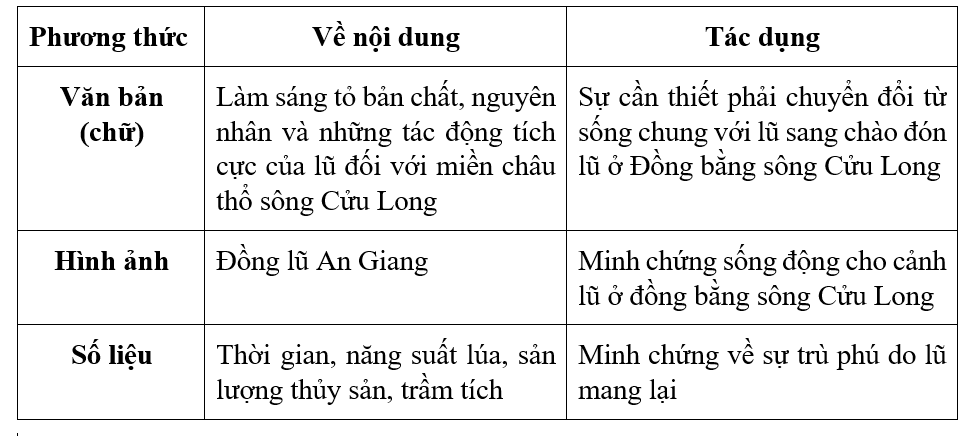 Phương thức
Về nội dung
Tác dụng
Văn bản
(chữ)
Làm sáng tỏ bản chất, nguyên
nhân và những tác động tích
cực của lũ đối với miền châu
thổ sông Cửu Long
Sự cần thiết phải chuyển đổi từ
sống chung với lũ sang chào đón
lũ ở Đồng bằng sông Cửu Long
Hình ảnh
Đồng lũ An Giang
Minh chứng sống động cho cảnh
lũ ở đồng bằng sông Cửu Long
Số liệu
Thời gian, năng suất lúa, sản
lượng thủy sản, trầm tích
Minh chứng về sự trù phú do lũ
mang lại